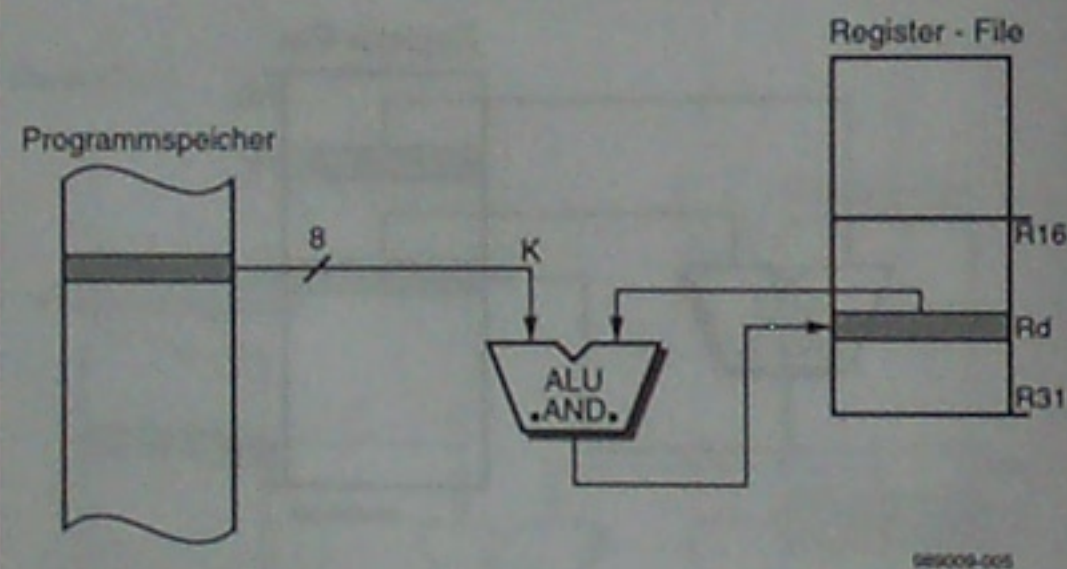 Register - File
Programmspeicher
8
K
R16
Rd
ALU
.AND.
R31
989009-005